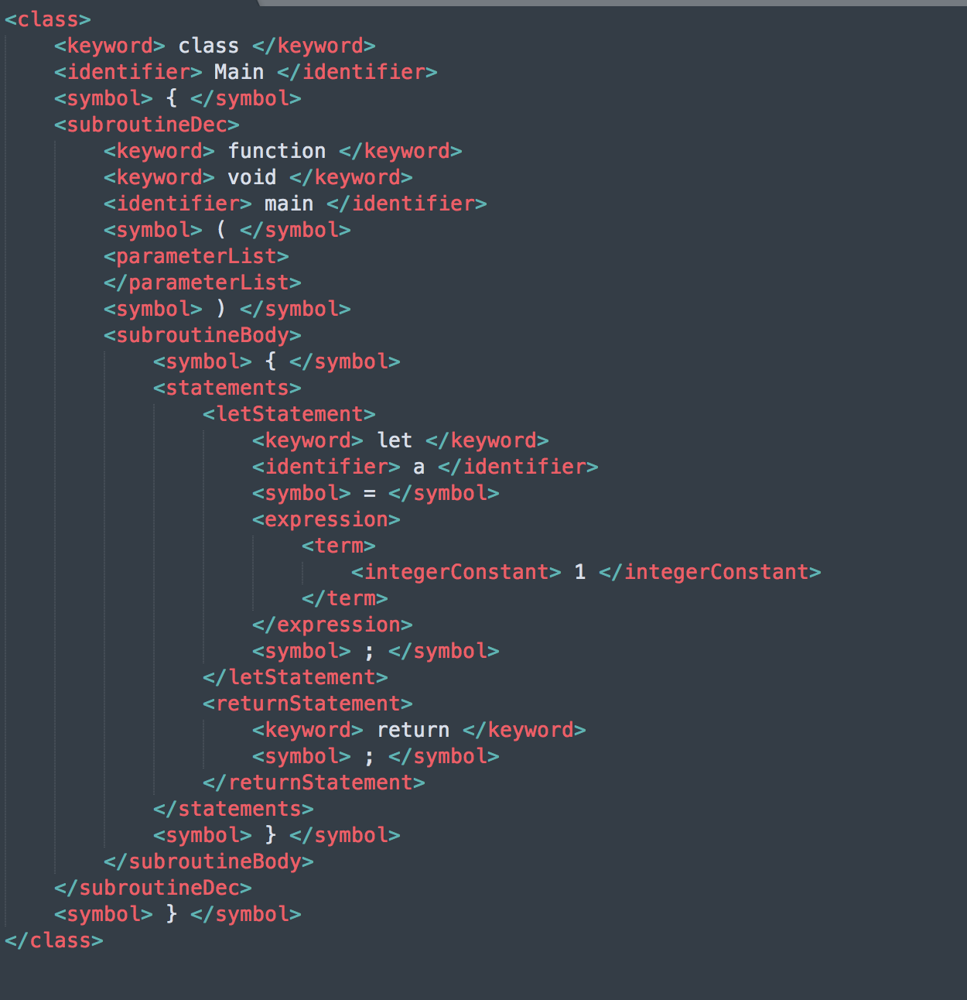 <class>
    <keyword> class </keyword>
    <identifier> Main </identifier>
    <symbol> { </symbol>
    <subroutineDec>
        <keyword> function </keyword>
        <keyword> void </keyword>
        <identifier> main </identifier>
        <symbol> ( </symbol>
        <parameterList>
        </parameterList>
        <symbol> ) </symbol>
        <subroutineBody>
            <symbol> { </symbol>
            <statements>
                <letStatement>
                    <keyword> let </keyword>
                    <identifier> a </identifier>
                    <symbol> = </symbol>
                    <expression>
                        <term>
                            <integerConstant> 1 </integerConstant>
                        </term>
                    </expression>
                    <symbol> ; </symbol>
                </letStatement>
                <returnStatement>
                    <keyword> return </keyword>
                    <symbol> ; </symbol>
                </returnStatement>
            </statements>
            <symbol> } </symbol>
        </subroutineBody>
    </subroutineDec>
    <symbol> } </symbol>
</class>